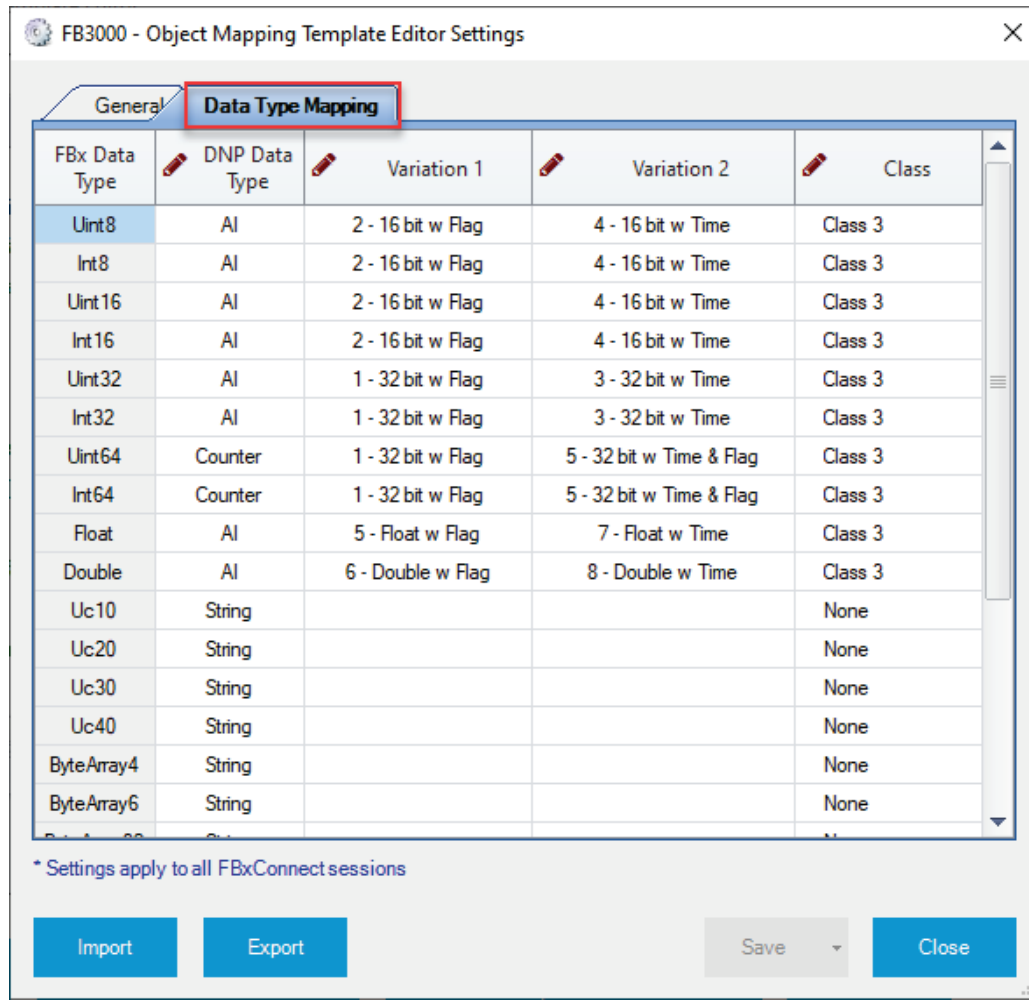 FB3000 - Object Mapping Template Editor Settings
General Data Type Mapping
FBx Data Type DNP Data Type Variation 1 Variation 2 Class
Uint8 AI 2 - 16 bit w Flag 4 - 16 bit w Time Class 3
Int8 AI 2 - 16 bit w Flag 4 - 16 bit w Time Class 3
Uint16 AI 2 - 16 bit w Flag 4 - 16 bit w Time Class 3
Int16 AI 2 - 16 bit w Flag 4 - 16 bit w Time Class 3
Uint32 AI 1 - 32 bit w Flag 3 - 32 bit w Time Class 3
Int32 AI 1 - 32 bit w Flag 3 - 32 bit w Time Class 3
Uint64 Counter 1 - 32 bit w Flag 5 - 32 bit w Time & Flag Class 3
Int64 Counter 1 - 32 bit w Flag 5 - 32 bit w Time & Flag Class 3
Float AI 5 - Float w Flag 7 - Float w Time Class 3
Double AI 6 - Double w Flag 8 - Double w Time Class 3
Uc10 String None
Uc20 String None
Uc30 String None
Uc40 String None
ByteArray4 String None
ByteArray6 String None
* Settings apply to all FBxConnect sessions
Import Export Save Close